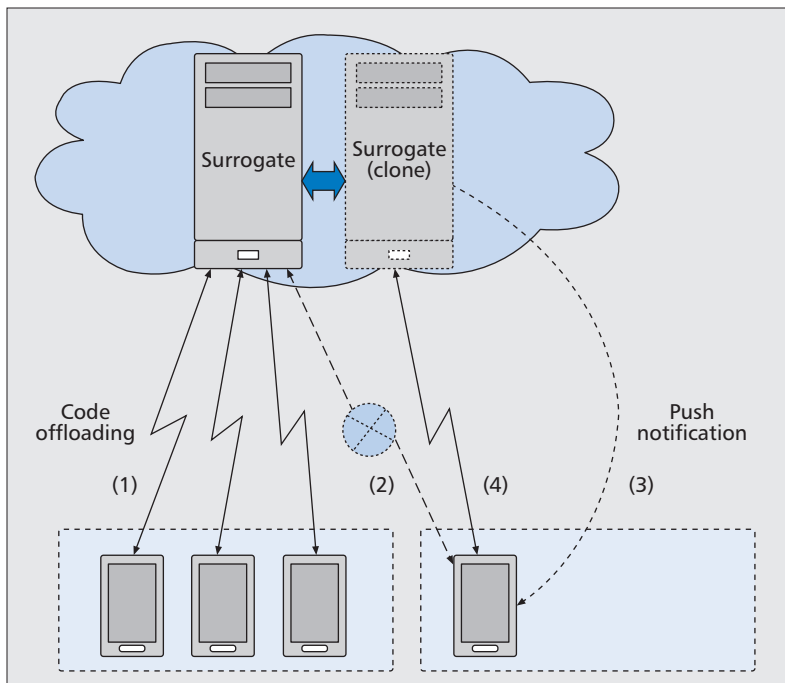 Surrogate
Surrogate
(clone)
Code
offloading
Push
notification
(1)
(2)
(4)
(3)